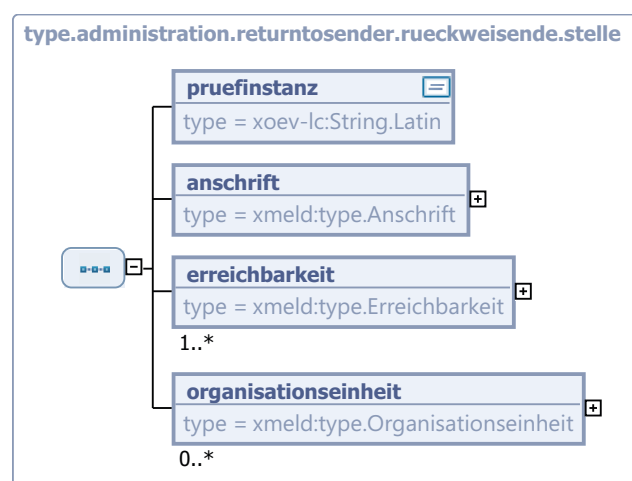 type.administration.returntosender.rueckweisende.stelle
pruefinstanz
type = xoev-lc:String.Latin
anschrift
type = xmeld:type.Anschrift
erreichbarkeit
type = xmeld:type.Erreichbarkeit
1..*
organisationseinheit
type = xmeld:type.Organisationseinheit
0..*